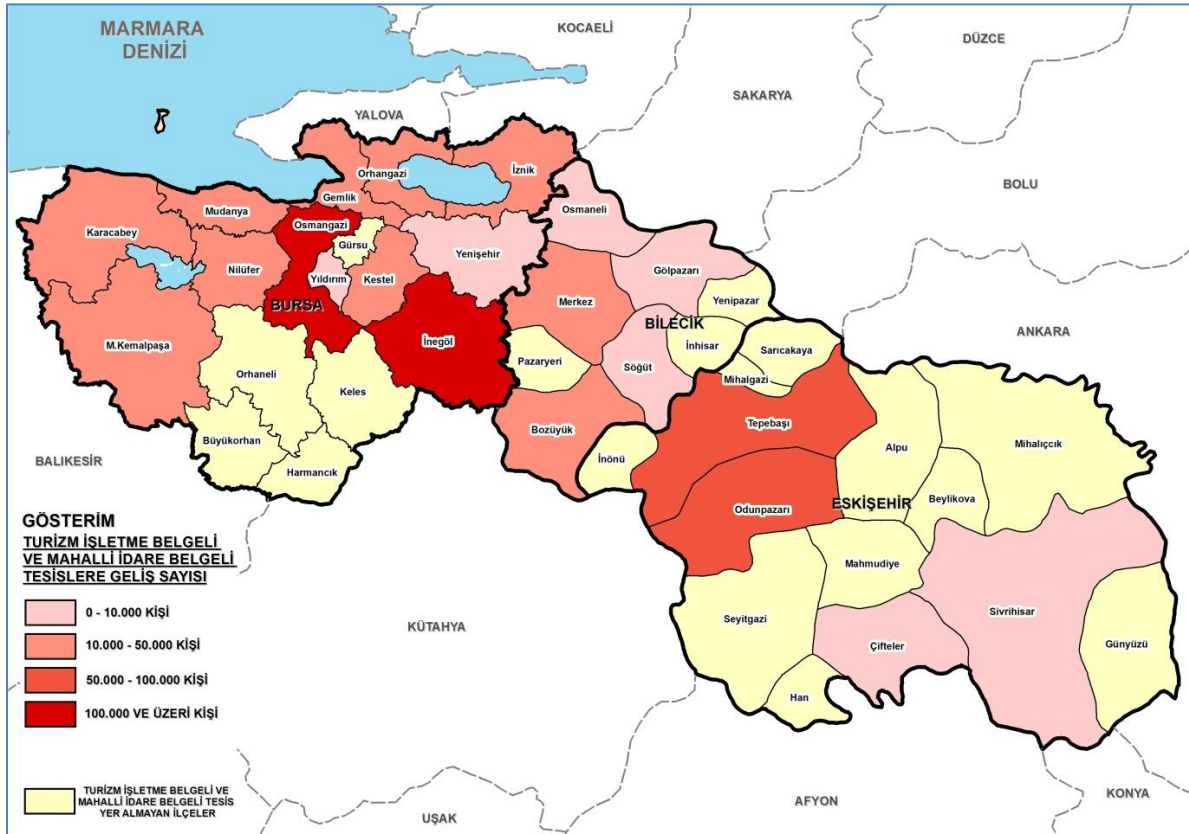 MARMARA
DENİZİ
KOCAELİ
DÜZCE
SAKARYA
YALOVA
BOLU
Orhangazi
İznik
Gemlik
Osmaneli
Mudanya
Osmangazi
Karacabey
Gürsu
Yenişehir
Gölpazarı
Nilüfer
Yıldırım
Kestel
Yenipazar
BURSA
Merkez
BİLECİK
ANKARA
İnegöl
İnhisar
Sarıcakaya
M.Kemalpaşa
Pazaryeri
Söğüt
Orhaneli
Mihalgazi
Keles
Tepebaşı
Bozüyük
Büyükorhan
Alpu
Mihalıççık
BALIKESİR
İnönü
Harmancık
Beylikova
Odunpazarı
ESKİŞEHİR
Mahmudiye
Seyitgazi
Sivrihisar
KÜTAHYA
Çifteler
Günyüzü
Han
GÖSTERİM
TURİZM İŞLETME BELGELİ
VE MAHALLİ İDARE BELGELİ
TESİSLERE GELİŞ SAYISI
0 - 10.000 KİŞİ
10.000 - 50.000 KİŞİ
50.000 - 100.000 KİŞİ
100.000 VE ÜZERİ KİŞİ
TURİZM İŞLETME BELGELİ VE
MAHALLİ İDARE BELGELİ TESİS
YER ALMAYAN İLÇELER
UŞAK
AFYON
KONYA